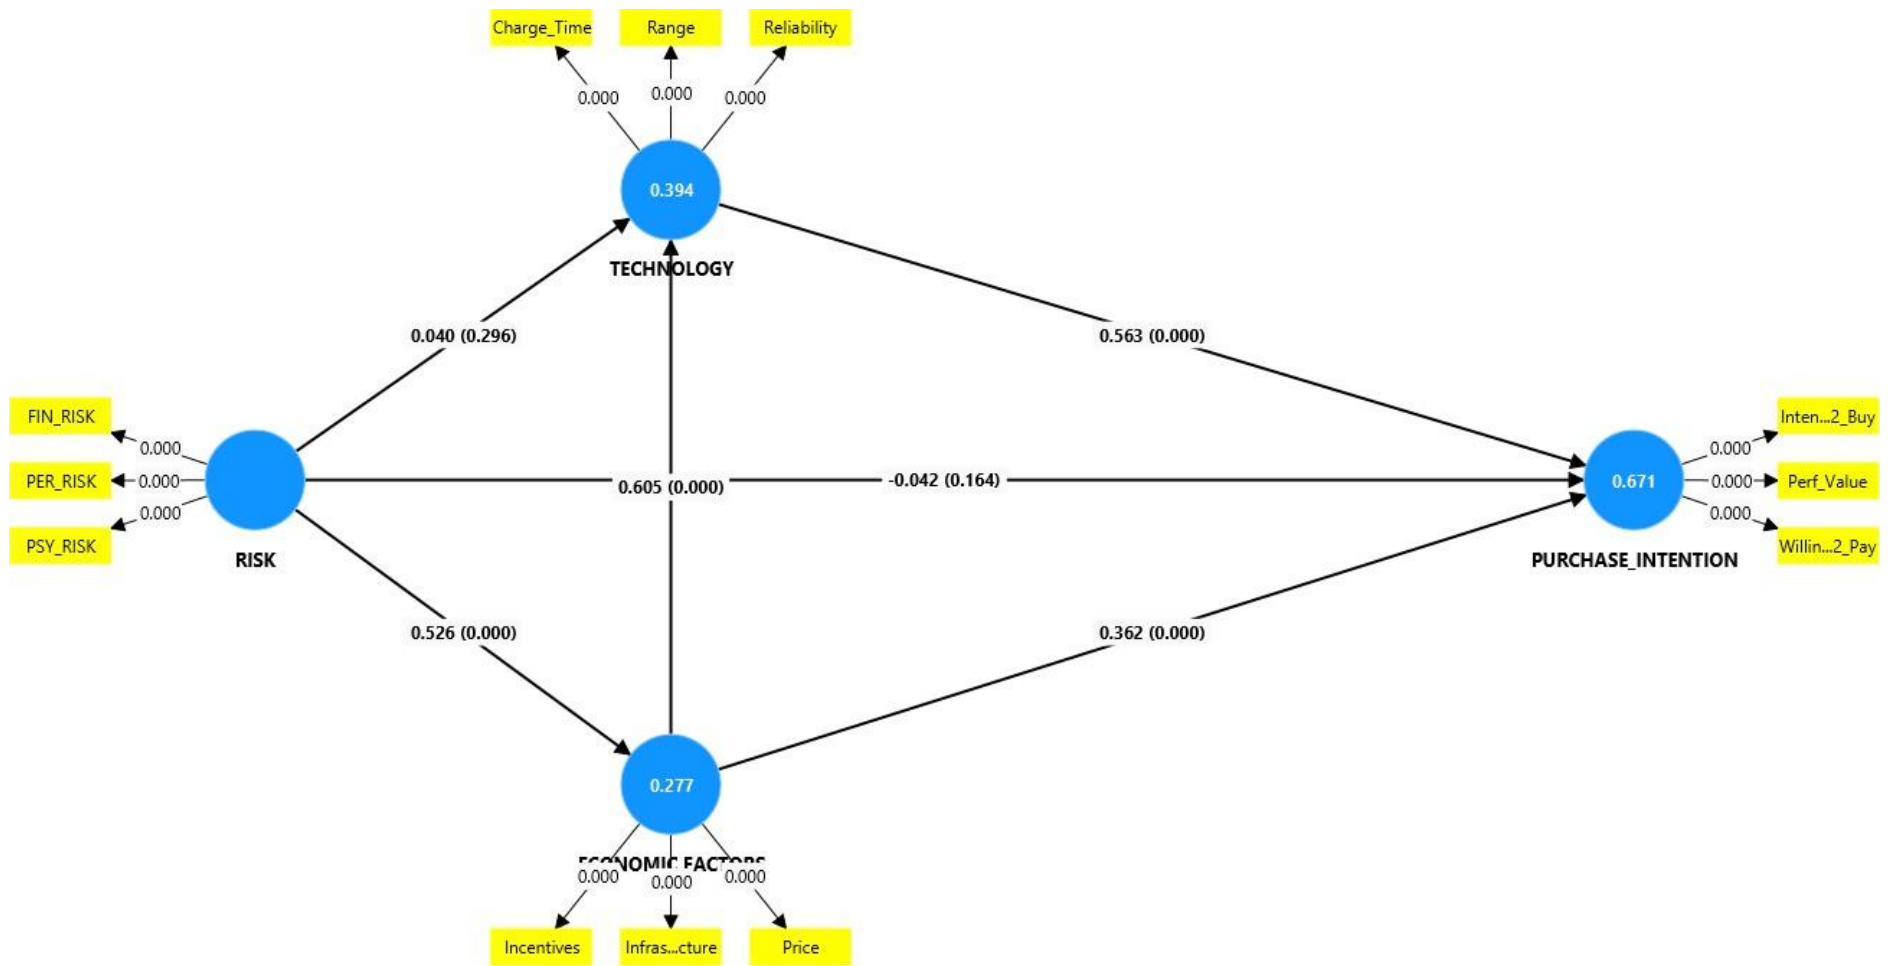 Charge_Time
Range
Reliability
0.000
0.000
0.000
0.394
TECHNOLOGY
0.040 (0.296)
0.563 (0.000)
FIN_RISK
0.000
PER_RISK
0.000
PSY_RISK
0.000
RISK
0.605 (0.000)
-0.042 (0.164)
0.671
PURCHASE_INTENTION
0.000
Inten...2_Buy
0.000
Perf_Value
0.000
Willin...2_Pay
0.526 (0.000)
0.362 (0.000)
0.277
ECONOMIC FACTORS
0.000
0.000
0.000
Incentives
Infras...cture
Price